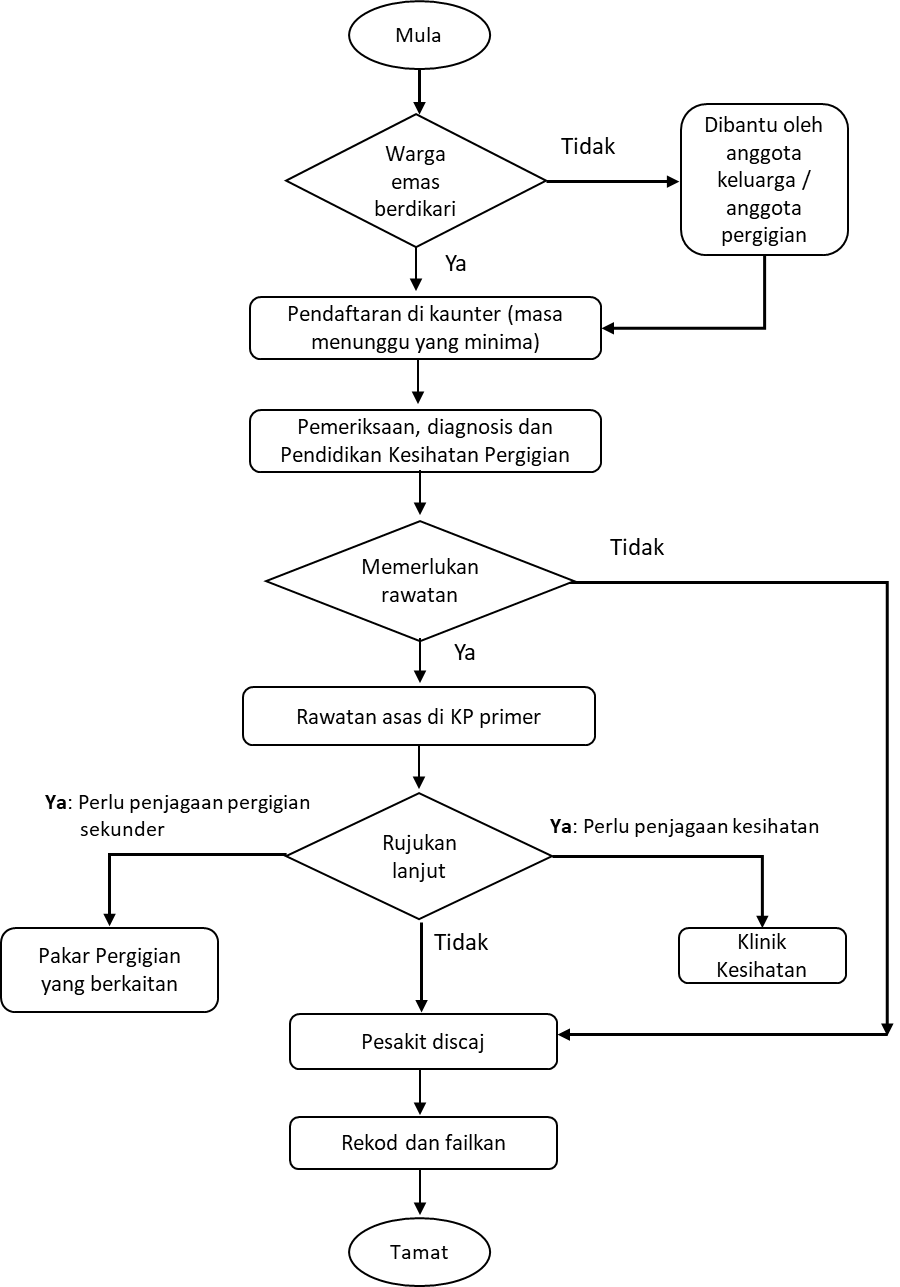 Mula
Warga
emas
berdikari
Tidak
Dibantu oleh
anggota
keluarga /
anggota
pergigian
Ya
Pendaftaran di kaunter (masa
menunggu yang minima)
Pemeriksaan, diagnosis dan
Pendidikan Kesihatan Pergigian
Memerlukan
rawatan
Tidak
Ya
Rawatan asas di KP primer
Ya: Perlu penjagaan pergigian
sekunder
Rujukan
lanjut
Ya: Perlu penjagaan kesihatan
Pakar Pergigian
yang berkaitan
Tidak
Klinik
Kesihatan
Pesakit discaj
Rekod dan failkan
Tamat